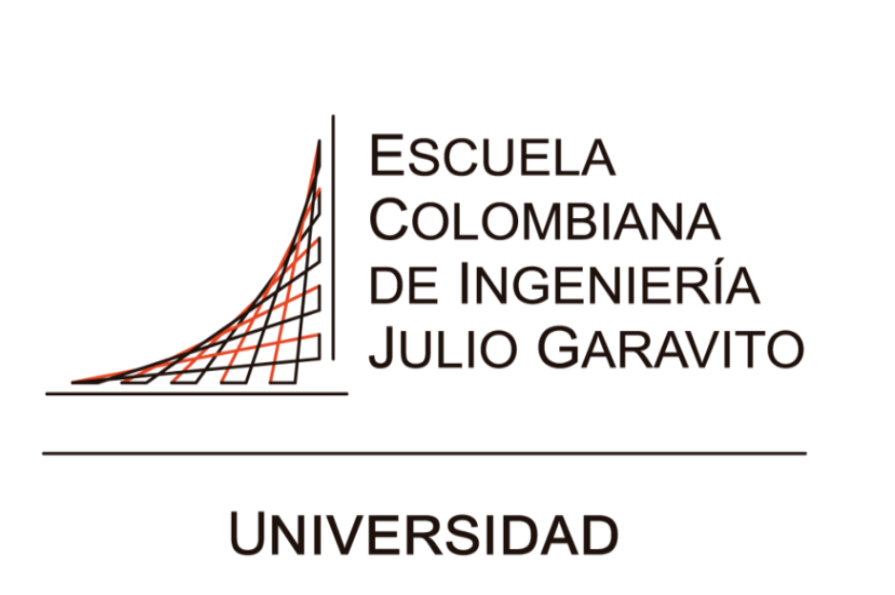 ESCUELA
COLOMBIANA
DE INGENIERÍA
JULIO GARAVITO
UNIVERSIDAD